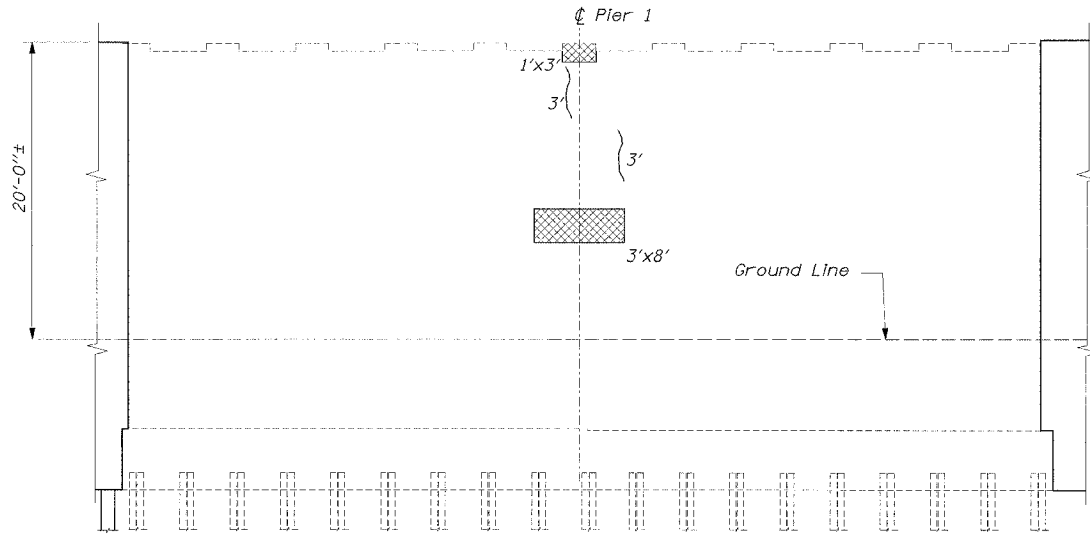 ℄ Pier 1
1'x3'
3'
3'
20'-0"±
3'x8'
Ground Line